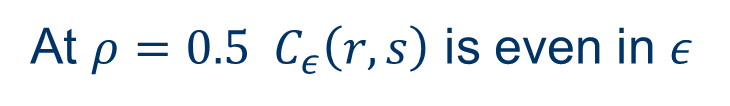 At ρ = 0.5 C_ϵ(r, s) is even in ϵ